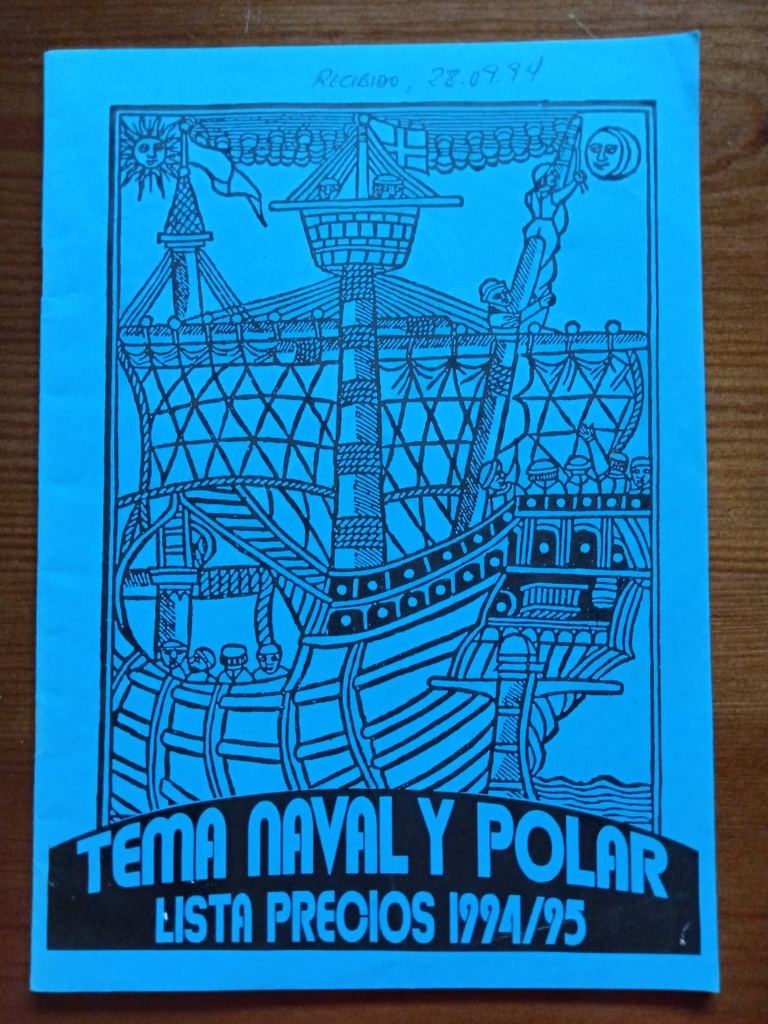 RECIBIDO, 28.09.94
TEMA NAVAL Y POLAR
LISTA PRECIOS 1994/95